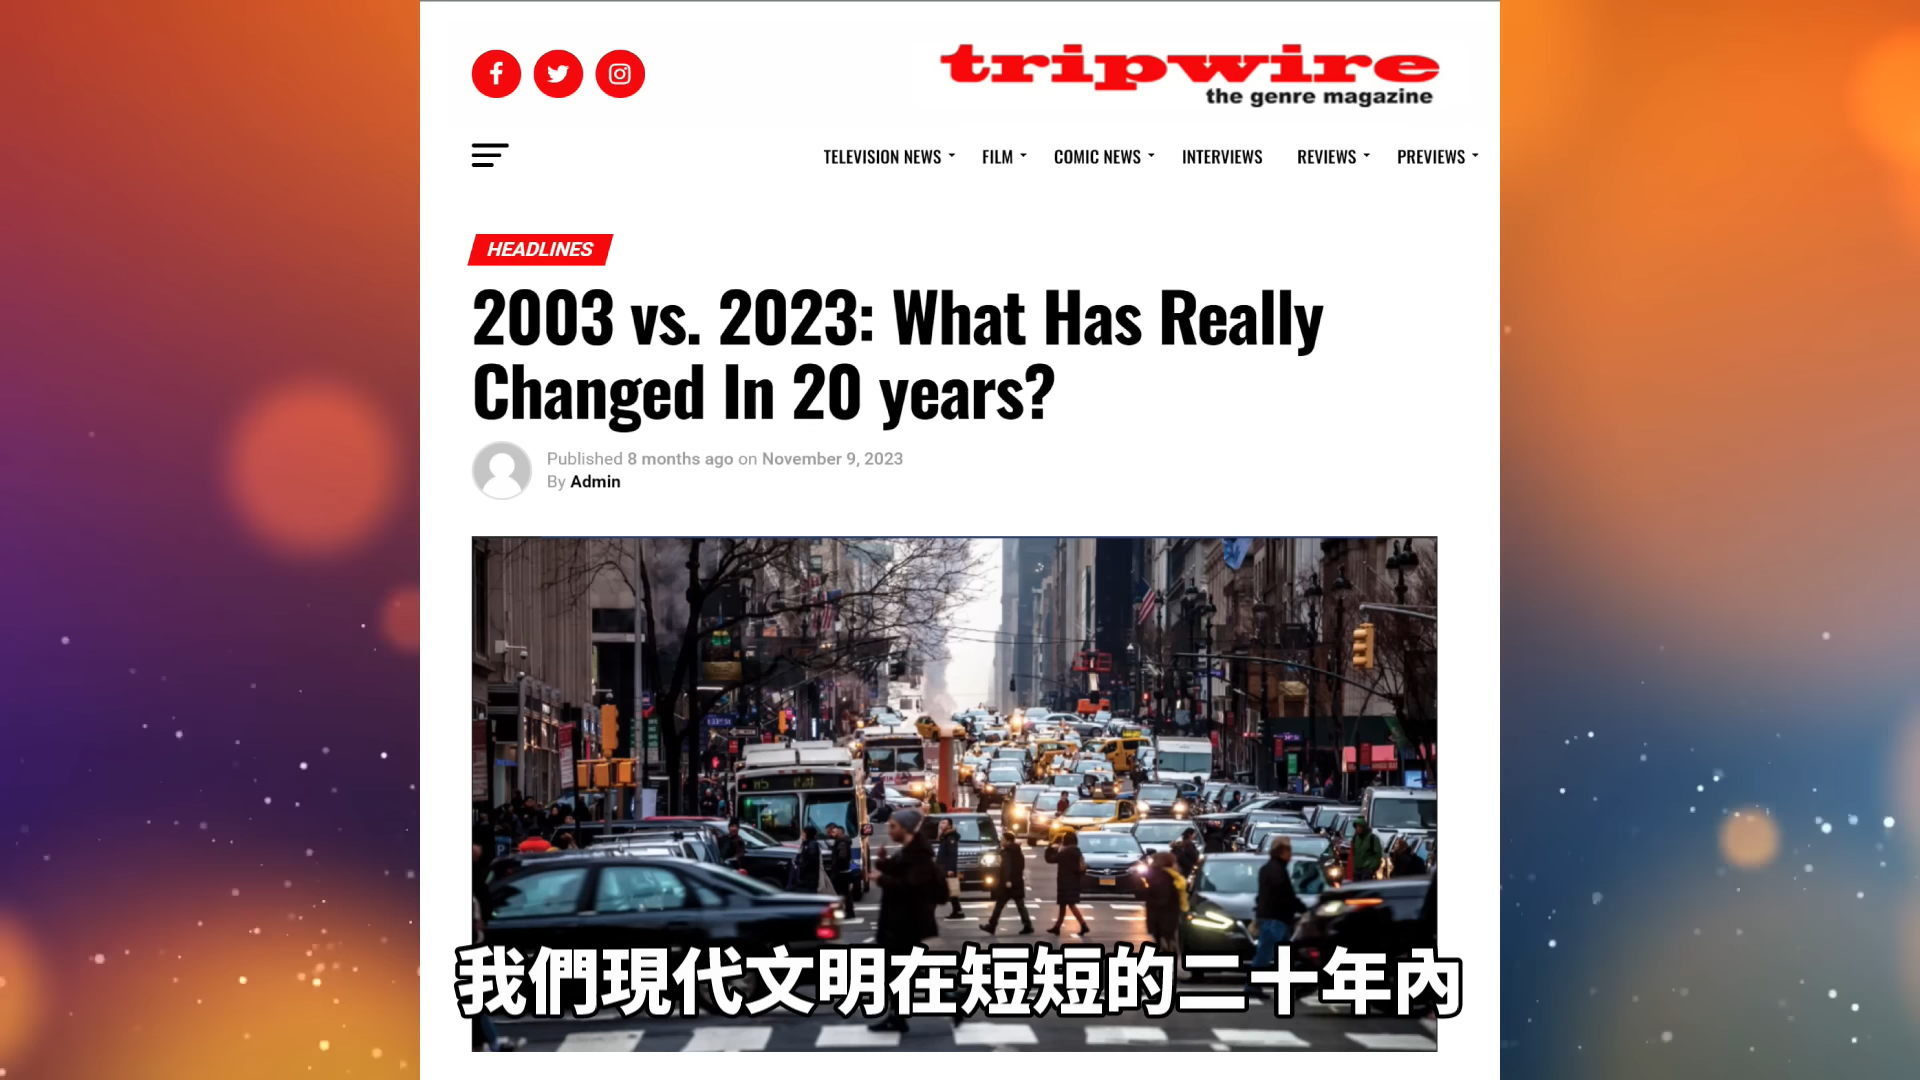 tripwire
the genre magazine
TELEVISION NEWS FILM COMIC NEWS INTERVIEWS REVIEWS PREVIEWS
HEADLINES
2003 vs. 2023: What Has Really
Changed In 20 years?
Published 8 months ago on November 9, 2023
By Admin
我們現代文明在短短的二十年內